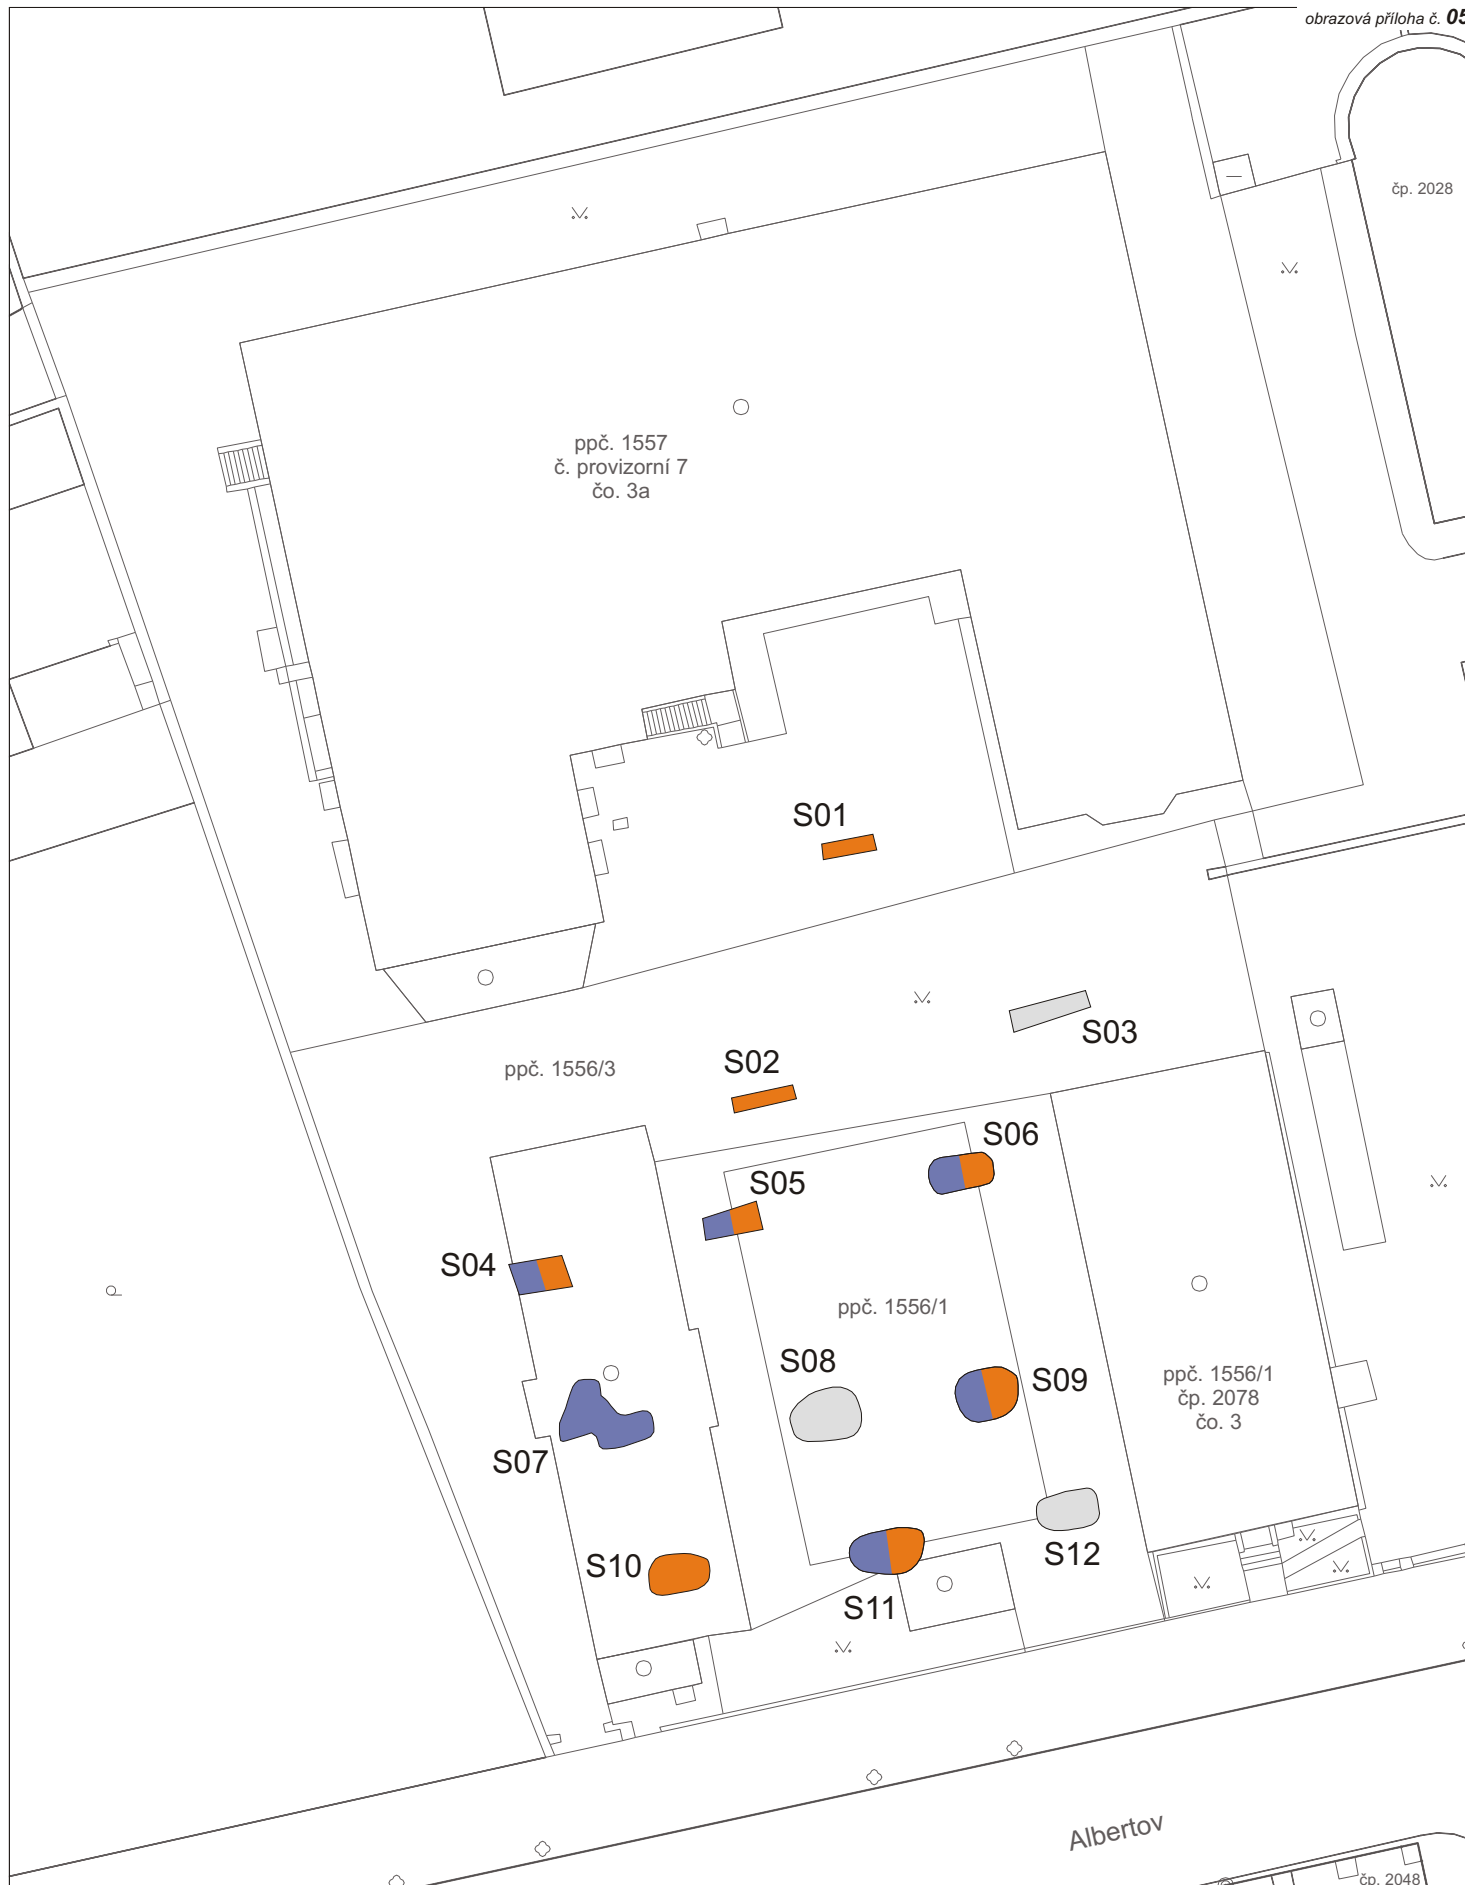 obrazová příloha č. 05
čp. 2028
ppč. 1557
č. provizorní 7
čo. 3a
S01
S03
S02
ppč. 1556/3
S06
S05
S04
ppč. 1556/1
S08
S09
ppč. 1556/1
čp. 2078
čo. 3
S07
S12
S10
S11
Albertov
čp. 2048